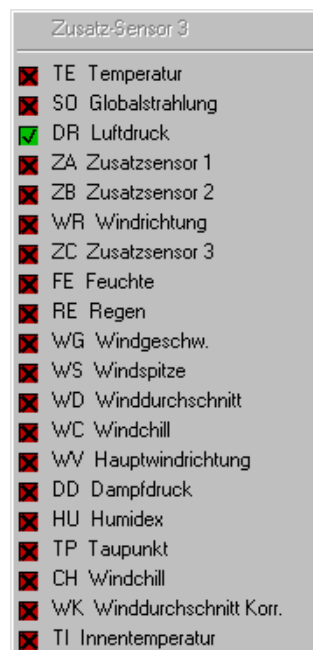 Zusatz-Sensor 3
TE Temperatur
SO Globalstrahlung
DR Luftdruck
ZA Zusatzsensor 1
ZB Zusatzsensor 2
WR Windrichtung
ZC Zusatzsensor 3
FE Feuchte
RE Regen
WG Windgeschw.
WS Windspitze
WD Winddurchschnitt
WC Windchill
WV Hauptwindrichtung
DD Dampfdruck
HU Humidex
TP Taupunkt
CH Windchill
WK Winddurchschnitt Korr.
TI Innentemperatur